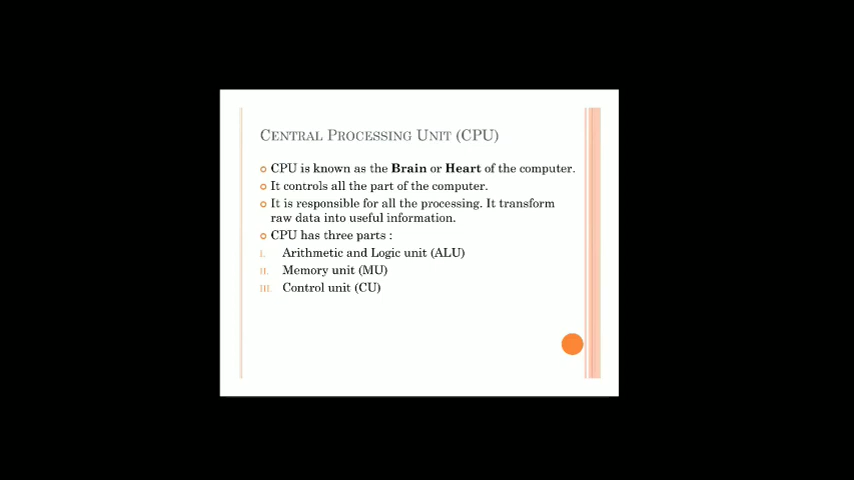 CENTRAL PROCESSING UNIT (CPU)
CPU is known as the Brain or Heart of the computer.
It controls all the part of the computer.
It is responsible for all the processing. It transform
raw data into useful information.
CPU has three parts :
I. Arithmetic and Logic unit (ALU)
II. Memory unit (MU)
III. Control unit (CU)